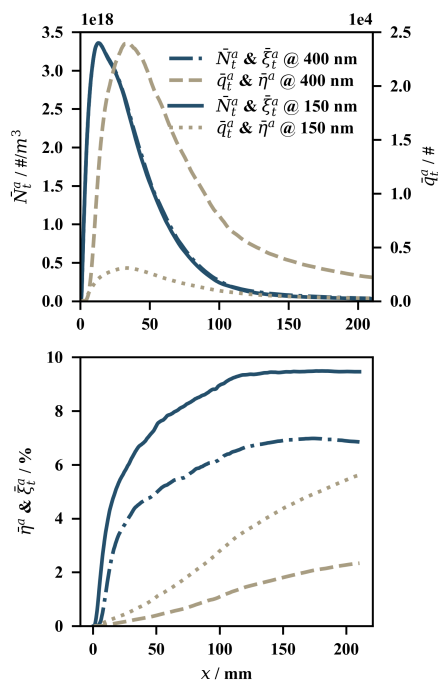 1e18
1e4
N̄ₜᵃ & ξ̄ₜᵃ @ 400 nm
q̄ₜᵃ & η̄ᵃ @ 400 nm
N̄ₜᵃ & ξ̄ₜᵃ @ 150 nm
q̄ₜᵃ & η̄ᵃ @ 150 nm
N̄ₜᵃ / #/m³
3.5
3.0
2.5
2.0
1.5
1.0
0.5
0.0
q̄ₜᵃ / #
2.5
2.0
1.5
1.0
0.5
0.0
0 50 100 150 200
η̄ᵃ & ξ̄ₜᵃ / %
10
8
6
4
2
0
0 50 100 150 200
x / mm